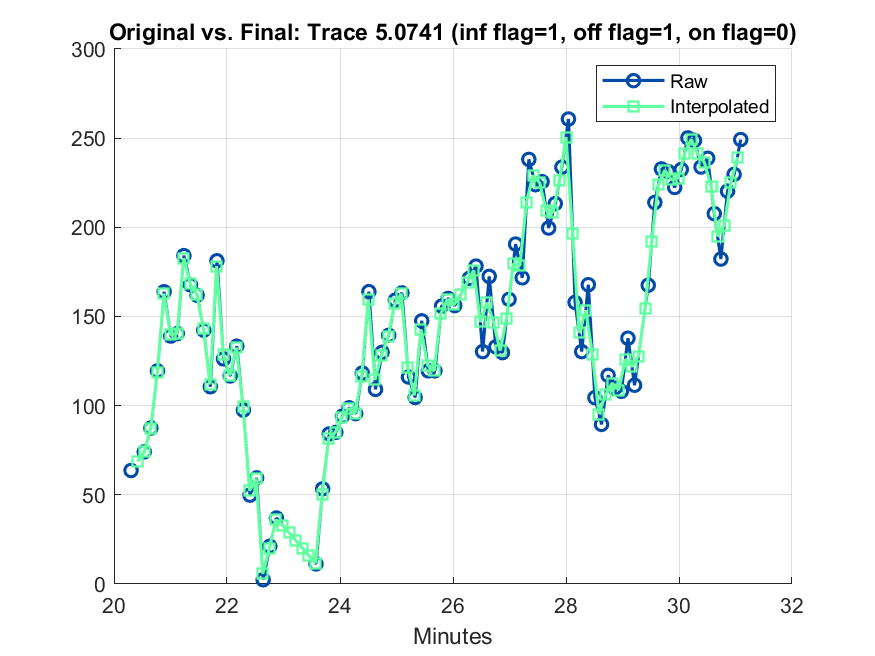 Original vs. Final: Trace 5.0741 (inf flag=1, off flag=1, on flag=0)
300
250
200
150
100
50
0
Raw
Interpolated
20 22 24 26 28 30 32
Minutes